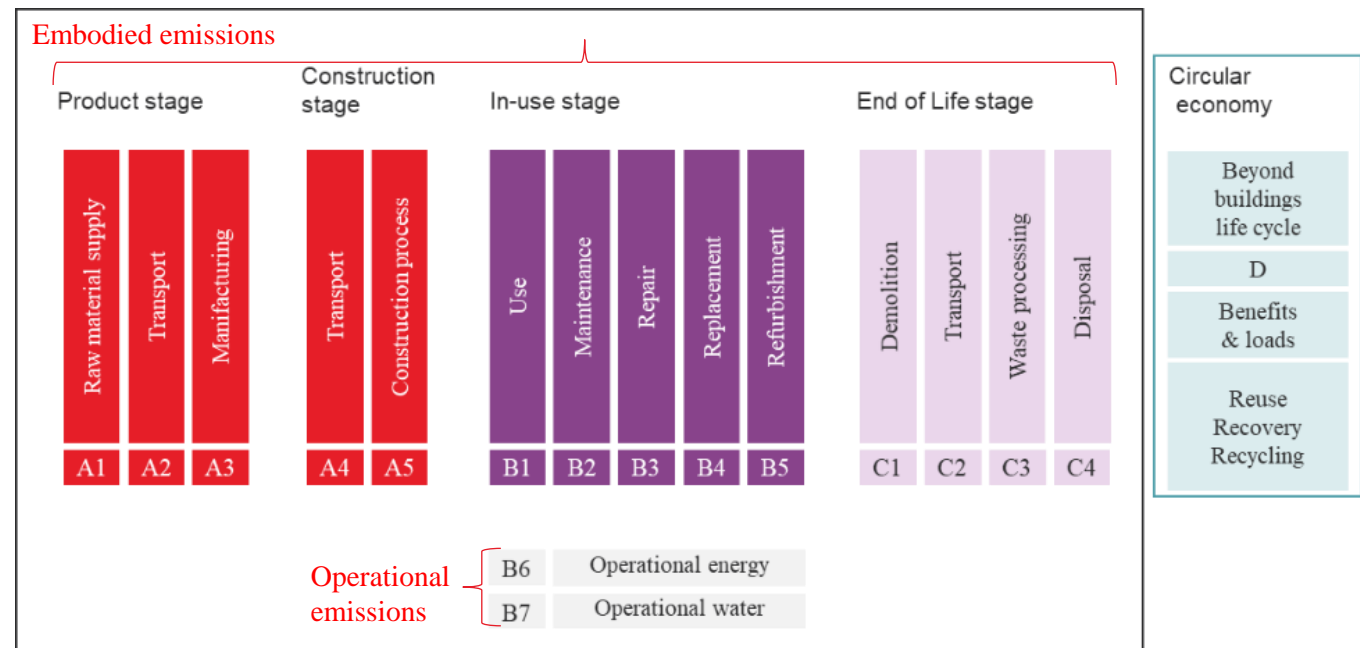 Embodied emissions
Product stage
Construction
stage
In-use stage
End of Life stage
Raw material supply
Transport
Manifacturing
Transport
Construction process
Use
Maintenance
Repair
Replacement
Refurbishment
Demolition
Transport
Waste processing
Disposal
A1
A2
A3
A4
A5
B1
B2
B3
B4
B5
C1
C2
C3
C4
Operational
emissions
B6
Operational energy
B7
Operational water
Circular
economy
Beyond
buildings
life cycle
D
Benefits
& loads
Reuse
Recovery
Recycling